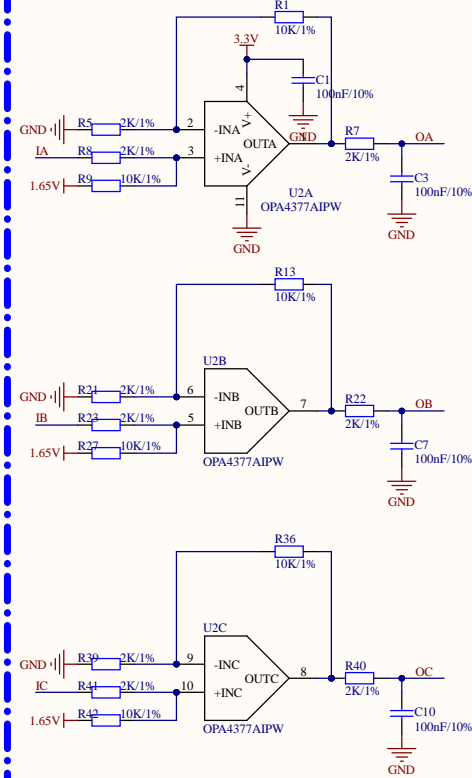 R1
10K/1%
3.3V
C1
100nF/10%
4
V+
GND
R5 2K/1%
2
-INA
IA
R8 2K/1%
3
+INA
OUTA
GND
R7
2K/1%
OA
1.65V
R9 10K/1%
V-
11
C3
100nF/10%
GND
U2A
OPA4377AIPW
GND
R13
10K/1%
U2B
GND
R21 2K/1%
6
-INB
IB
R23 2K/1%
5
+INB
OUTB
7
R22
2K/1%
OB
1.65V
R27 10K/1%
OPA4377AIPW
C7
100nF/10%
GND
R36
10K/1%
U2C
GND
R39 2K/1%
9
-INC
IC
R41 2K/1%
10
+INC
OUTC
8
R40
2K/1%
OC
1.65V
R42 10K/1%
OPA4377AIPW
C10
100nF/10%
GND